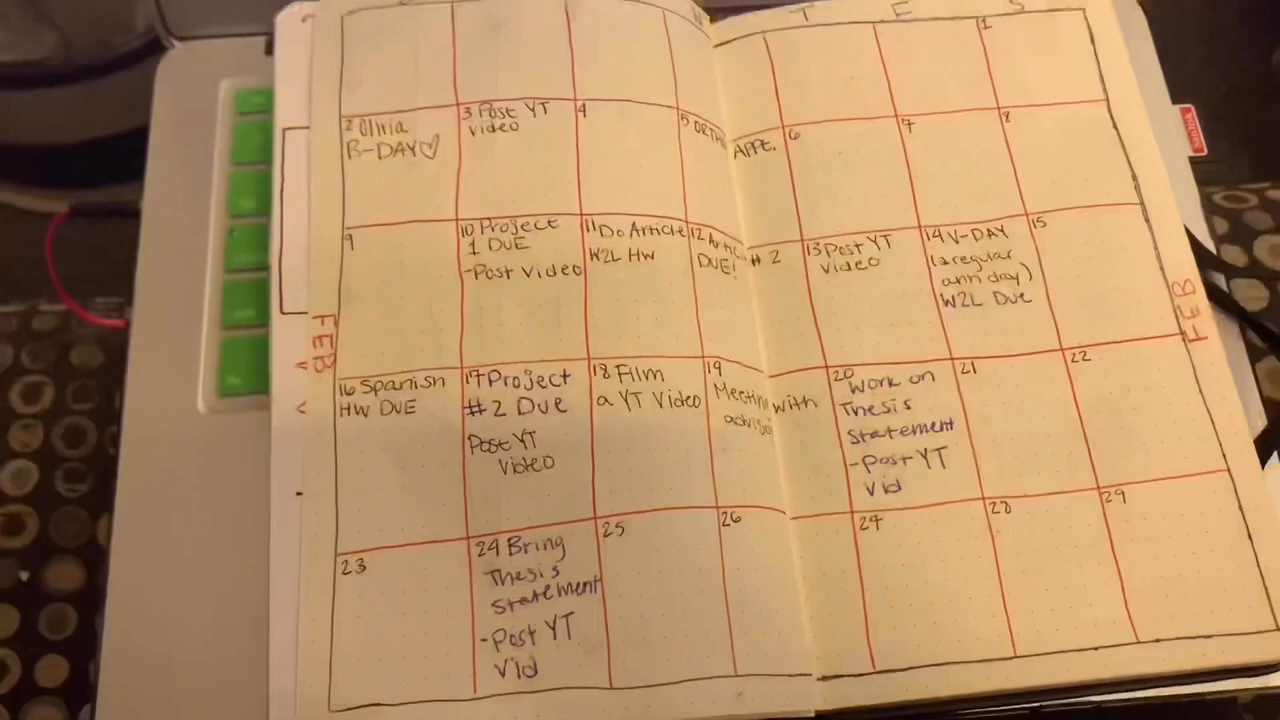 T F S
1
2 Olivia
B-DAY♡
3 Post YT
video
4
5 ORTHO
APPT.
6
7
8
9
10 Project
1 DUE
-Post Video
11 Do Article
W2L HW
12 Article # 2
DUE!
13 Post YT
Video
14 V-DAY
(a regular
ahh day)
W2L Due
15
FEB
FEB
16 Spanish
HW DUE
17 Project
#2 Due
Post YT
Video
18 Film
a YT Video
19
Meeting with
advisor
20
Work on
Thesis
Statement
-Post YT
Vid
21
22
23
24 Bring
Thesis
Statement
-Post YT
Vid
25
26
27
28
29
SanDisk